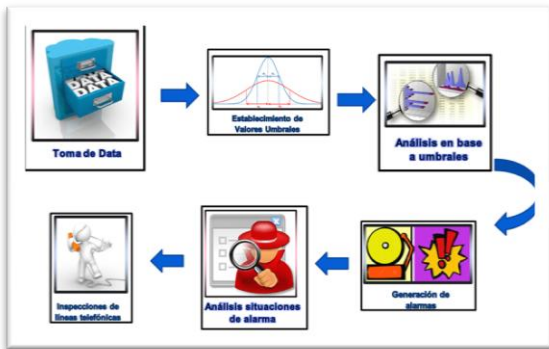 DATA
DATA
Toma de Data
Establecimiento de
Valores Umbrales
Análisis en base
a umbrales
Generación de
alarmas
Análisis situaciones
de alarma
Inspecciones de
líneas telefónicas